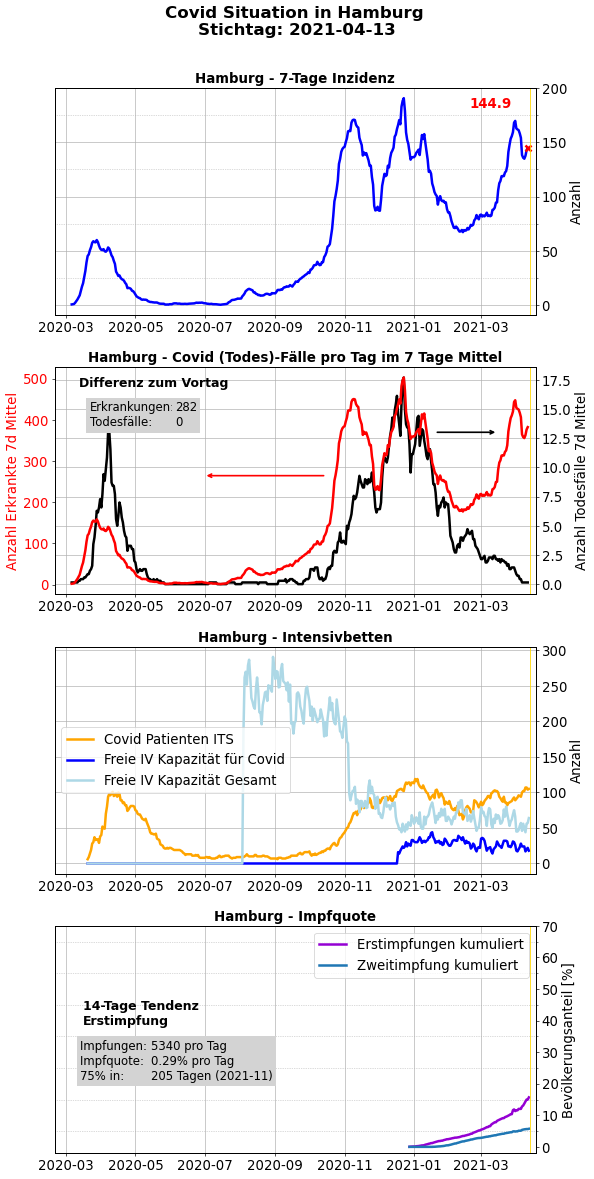 Covid Situation in Hamburg
Stichtag: 2021-04-13
Hamburg - 7-Tage Inzidenz
144.9
200
150
100
50
0
Anzahl
2020-03 2020-05 2020-07 2020-09 2020-11 2021-01 2021-03
Hamburg - Covid (Todes)-Fälle pro Tag im 7 Tage Mittel
Differenz zum Vortag
Erkrankungen: 282
Todesfälle: 0
Anzahl Erkrankte 7d Mittel
500
400
300
200
100
0
17.5
15.0
12.5
10.0
7.5
5.0
2.5
0.0
Anzahl Todesfälle 7d Mittel
2020-03 2020-05 2020-07 2020-09 2020-11 2021-01 2021-03
Hamburg - Intensivbetten
Covid Patienten ITS
Freie IV Kapazität für Covid
Freie IV Kapazität Gesamt
300
250
200
150
100
50
0
Anzahl
2020-03 2020-05 2020-07 2020-09 2020-11 2021-01 2021-03
Hamburg - Impfquote
Erstimpfungen kumuliert
Zweitimpfung kumuliert
14-Tage Tendenz
Erstimpfung
Impfungen: 5340 pro Tag
Impfquote: 0.29% pro Tag
75% in: 205 Tagen (2021-11)
70
60
50
40
30
20
10
0
Bevölkerungsanteil [%]
2020-03 2020-05 2020-07 2020-09 2020-11 2021-01 2021-03